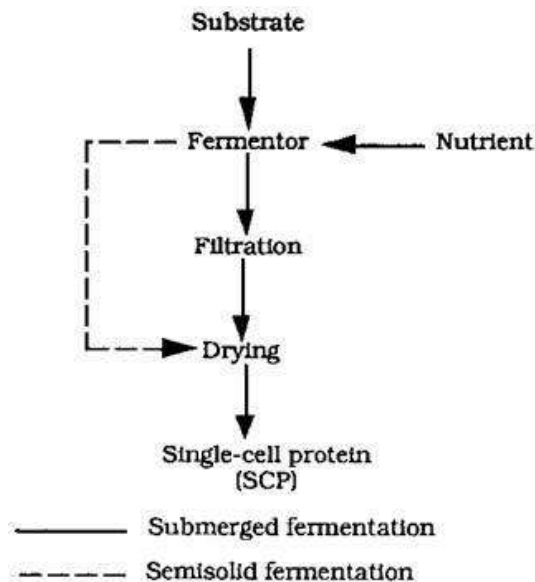 Substrate
Fermentor
Nutrient
Filtration
Drying
Single-cell protein
(SCP)
Submerged fermentation
Semisolid fermentation